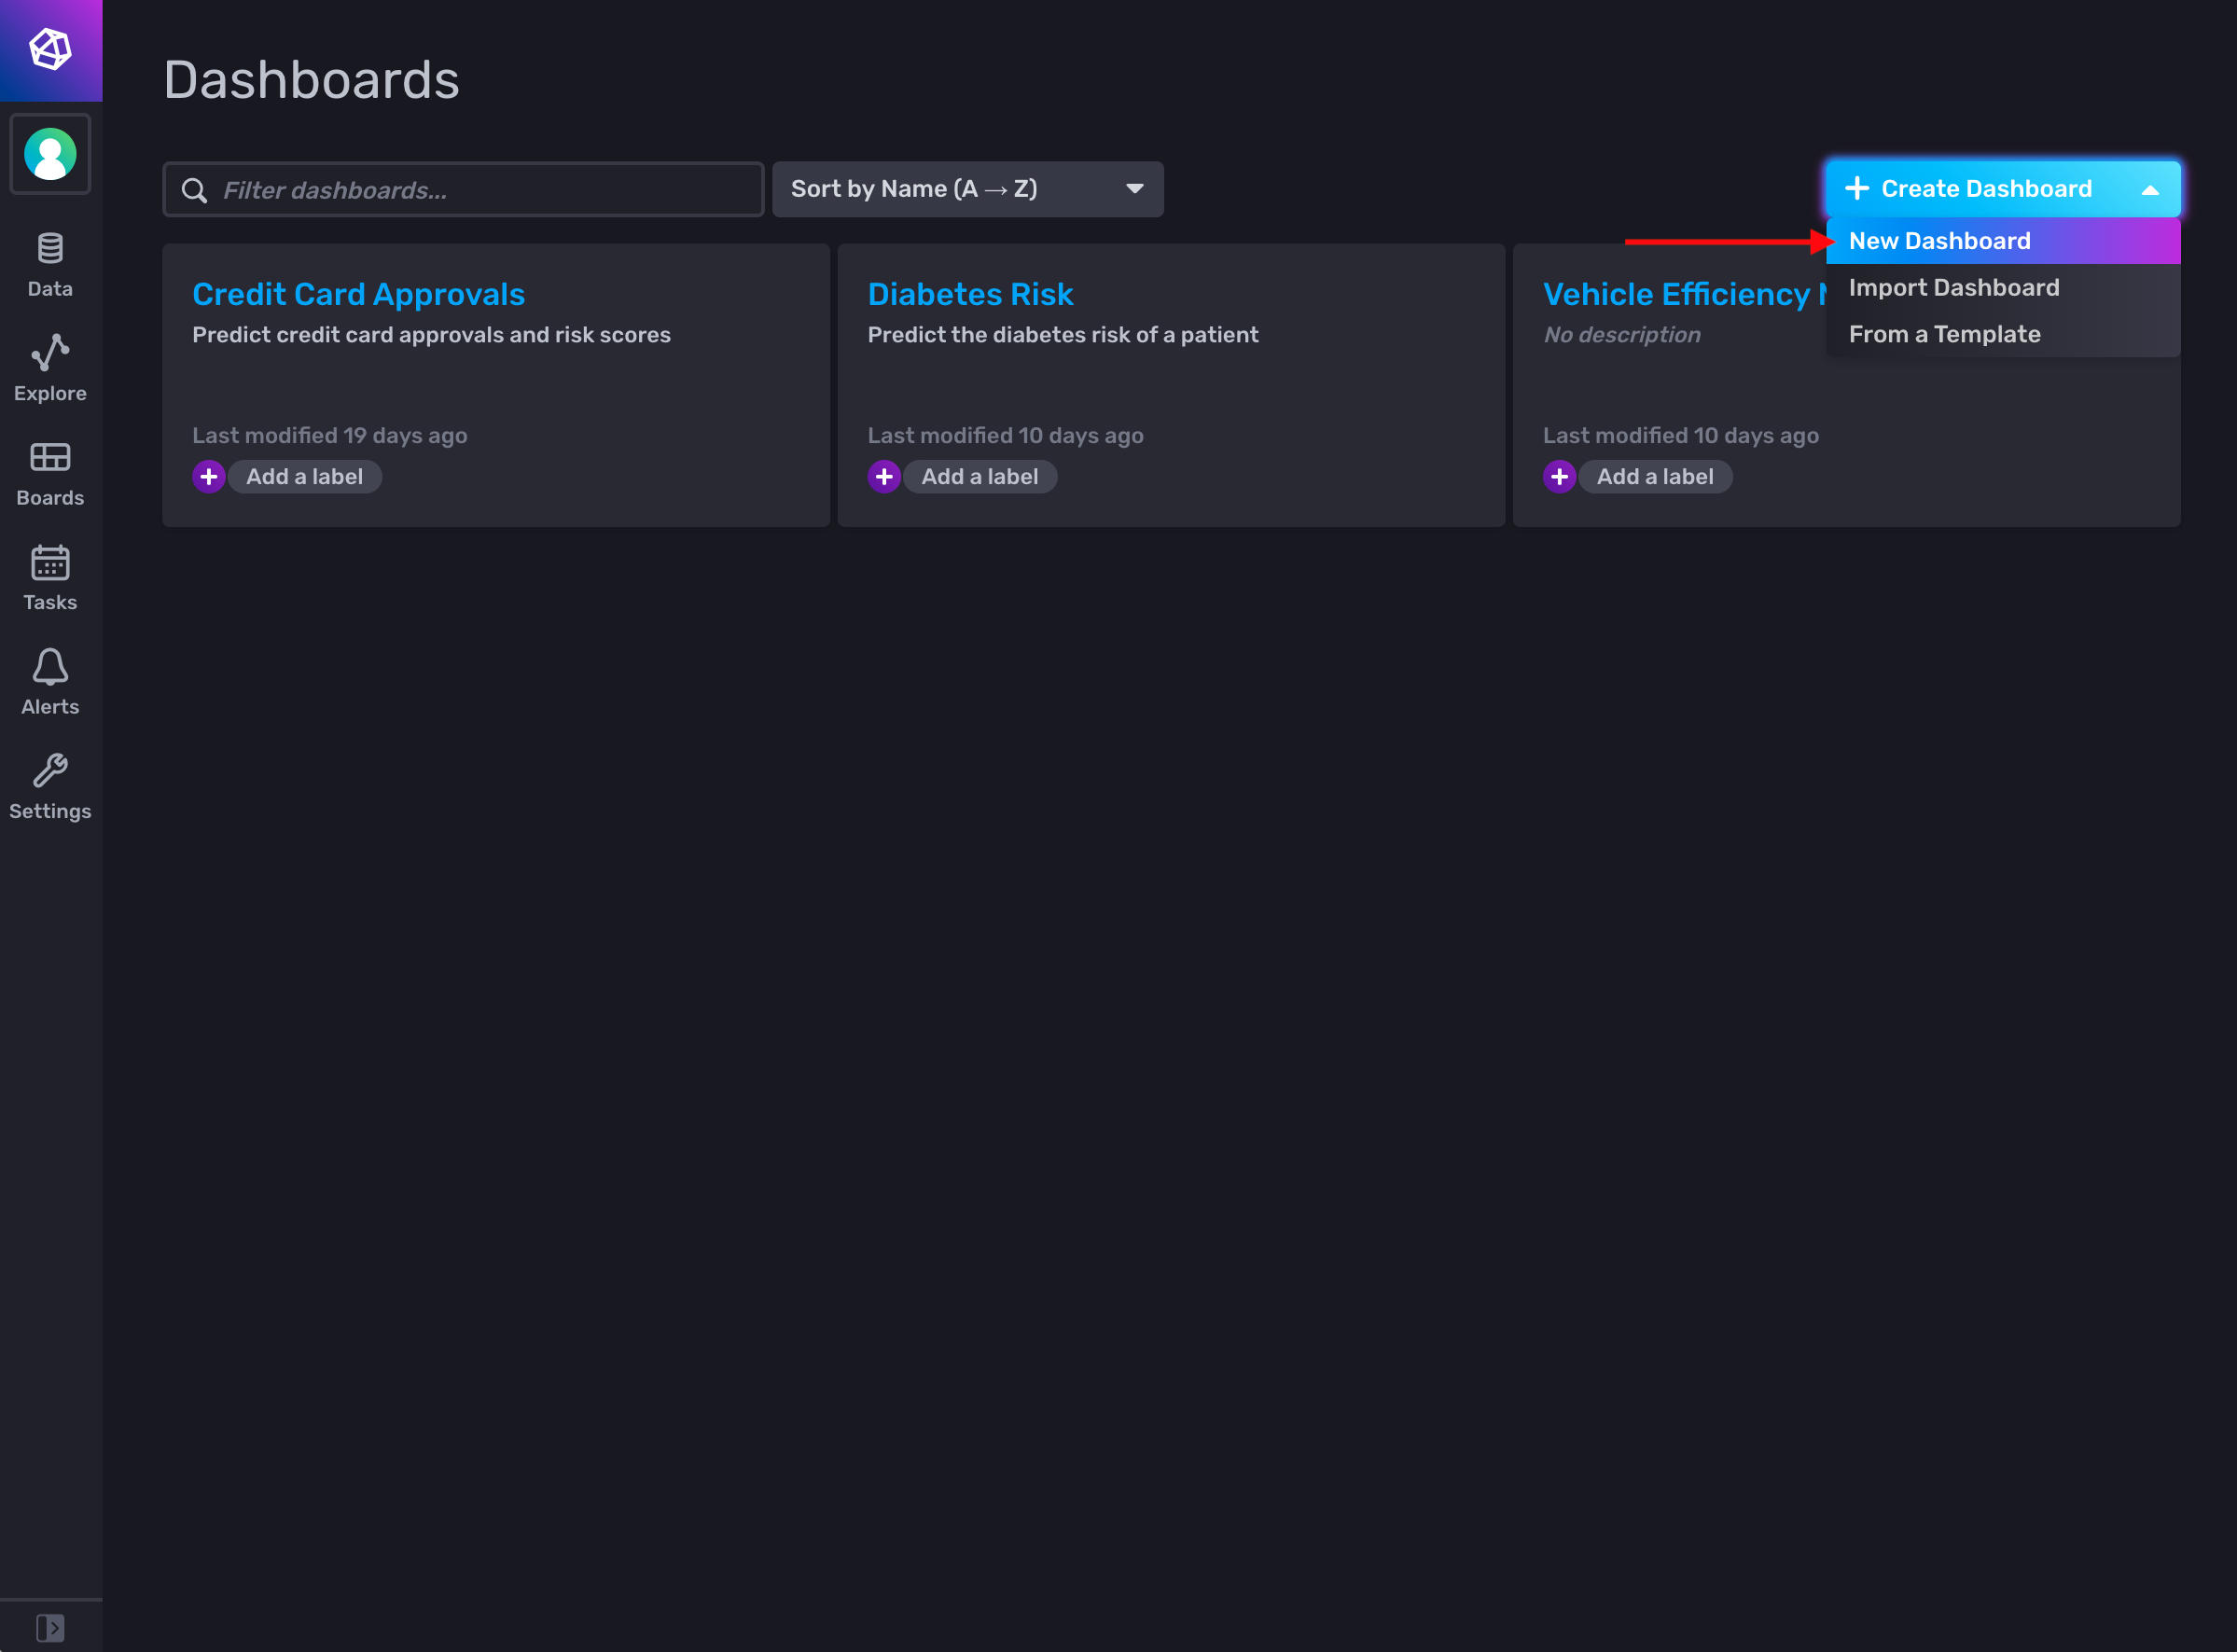 Dashboards
Filter dashboards...
Sort by Name (A → Z)
Create Dashboard
New Dashboard
Import Dashboard
From a Template
Credit Card Approvals
Predict credit card approvals and risk scores
Last modified 19 days ago
Add a label
Diabetes Risk
Predict the diabetes risk of a patient
Last modified 10 days ago
Add a label
Vehicle Efficiency
No description
Last modified 10 days ago
Add a label
Data
Explore
Boards
Tasks
Alerts
Settings